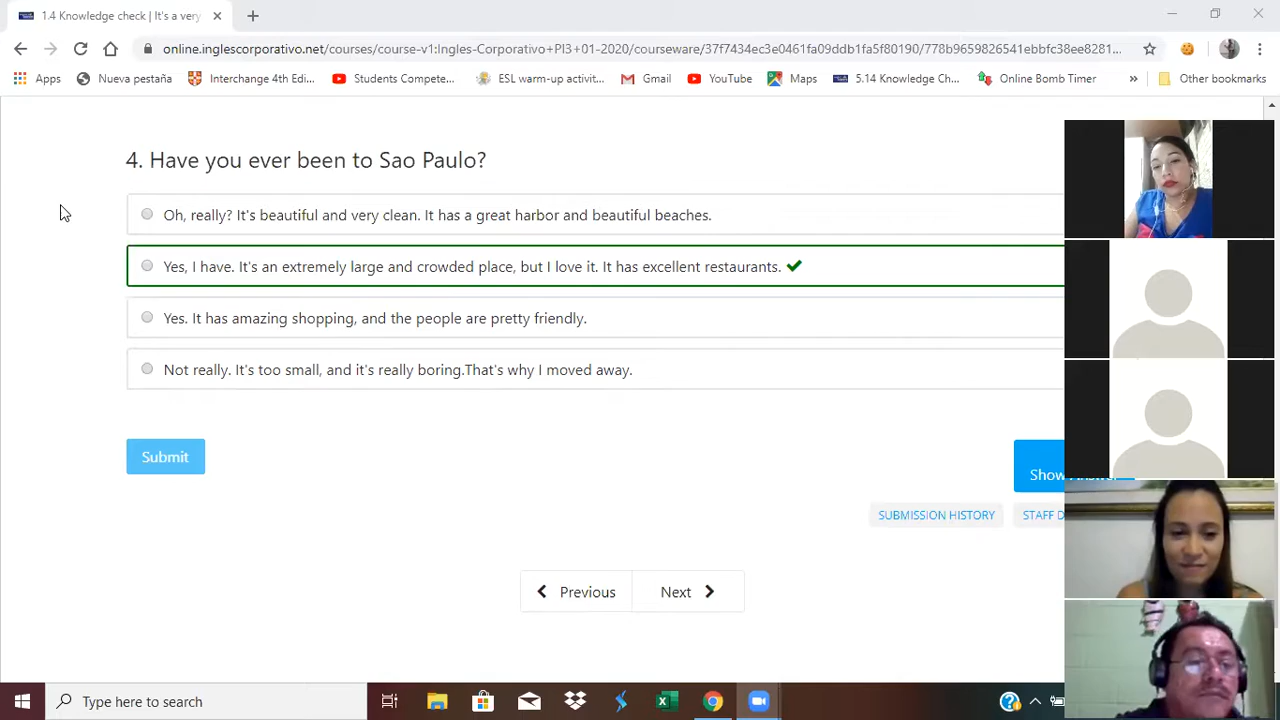 1.4 Knowledge check | It's a very
online.inglescorporativo.net/courses/course-v1:Ingles-Corporativo+PI3+01-2020/courseware/37f7434ec3e0461fa09ddb1fa5f80190/778b9659826541ebbfc38ee8281...
Apps Nueva pestaña Interchange 4th Edi... Students Compete... ESL warm-up activit... Gmail YouTube Maps 5.14 Knowledge Ch... Online Bomb Timer » Other bookmarks
4. Have you ever been to Sao Paulo?
Oh, really? It's beautiful and very clean. It has a great harbor and beautiful beaches.
Yes, I have. It's an extremely large and crowded place, but I love it. It has excellent restaurants.
Yes. It has amazing shopping, and the people are pretty friendly.
Not really. It's too small, and it's really boring.That's why I moved away.
Submit
Show
SUBMISSION HISTORY STAFF D
Previous Next
Type here to search